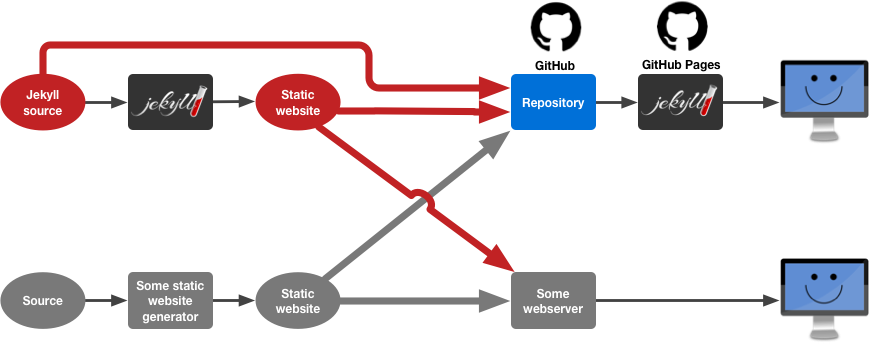 GitHub
GitHub Pages
Jekyll
source
jekyll
Static
website
Repository
jekyll
Source
Some static
website
generator
Static
website
Some
webserver